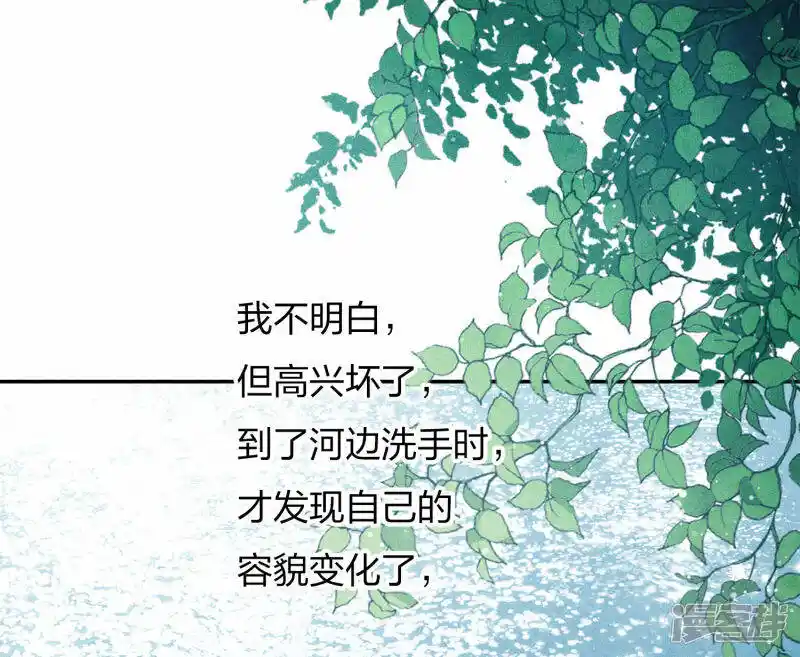 我不明白，
但高兴坏了，
到了河边洗手时，
才发现自己的
容貌变化了，
漫客栈